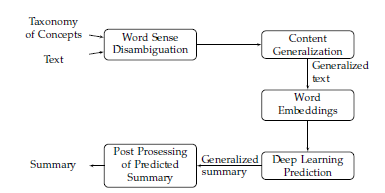 Taxonomy
of Concepts
Text
Word Sense
Disambiguation
Content
Generalization
Generalized
text
Word
Embeddings
Deep Learning
Prediction
Generalized
summary
Post Prosessing
of Predicted
Summary
Summary